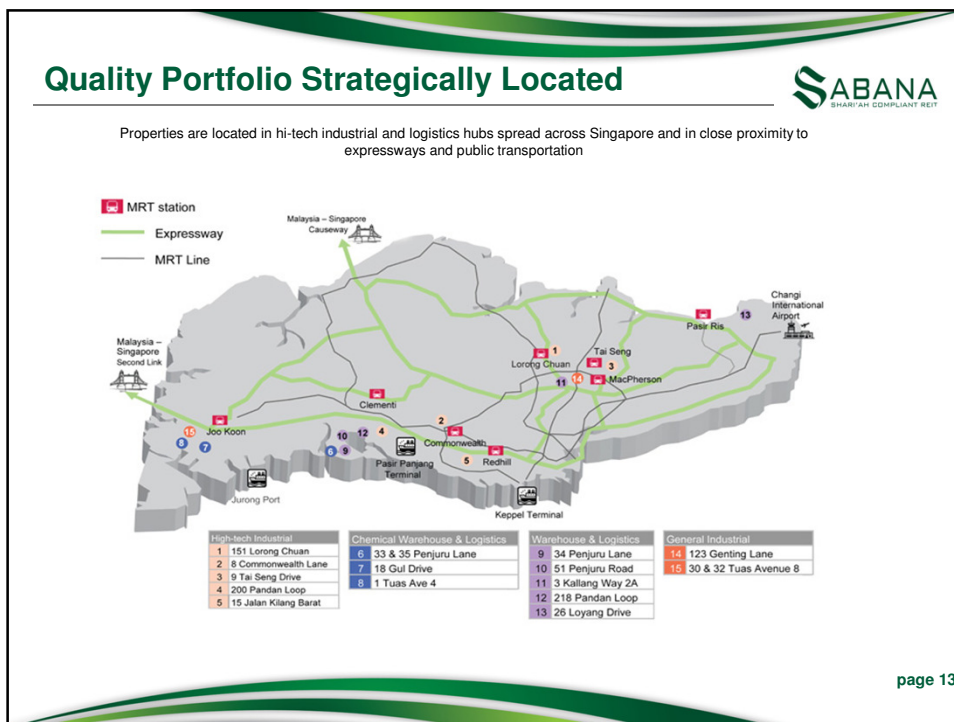 Quality Portfolio Strategically Located
SABANA
SHARI'AH COMPLIANT REIT
Properties are located in hi-tech industrial and logistics hubs spread across Singapore and in close proximity to
expressways and public transportation
MRT station
Expressway
MRT Line
Malaysia – Singapore
Causeway
Changi
International
Airport
13
Pasir Ris
Malaysia –
Singapore
Second Link
1
Lorong Chuan
Tai Seng
3
11
14
MacPherson
Clementi
15
Joo Koon
8
7
10
12
4
6
9
2
Commonwealth
5
Redhill
Pasir Panjang
Terminal
Jurong Port
Keppel Terminal
High-tech Industrial
1 151 Lorong Chuan
2 8 Commonwealth Lane
3 9 Tai Seng Drive
4 200 Pandan Loop
5 15 Jalan Kilang Barat
Chemical Warehouse & Logistics
6 33 & 35 Penjuru Lane
7 18 Gul Drive
8 1 Tuas Ave 4
Warehouse & Logistics
9 34 Penjuru Lane
10 51 Penjuru Road
11 3 Kallang Way 2A
12 218 Pandan Loop
13 26 Loyang Drive
General Industrial
14 123 Genting Lane
15 30 & 32 Tuas Avenue 8
page 13